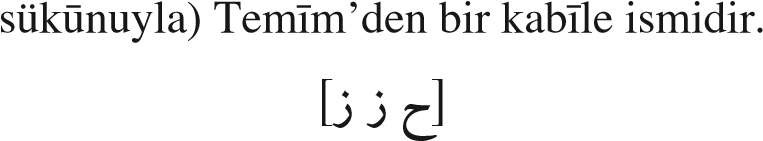 sükūnuyla) Temīm’den bir kabīle ismidir.
[ح ز ز]